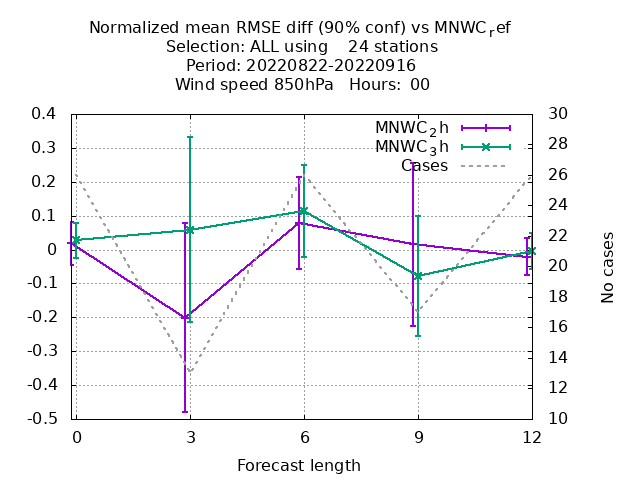 Normalized mean RMSE diff (90% conf) vs MNWCref
Selection: ALL using    24 stations
Period: 20220822-20220916
Wind speed 850hPa   Hours: 00
MNWC2h
MNWC3h
Cases
0.4
0.3
0.2
0.1
0
-0.1
-0.2
-0.3
-0.4
-0.5
30
28
26
24
22
20
18
16
14
12
10
No cases
0 3 6 9 12
Forecast length